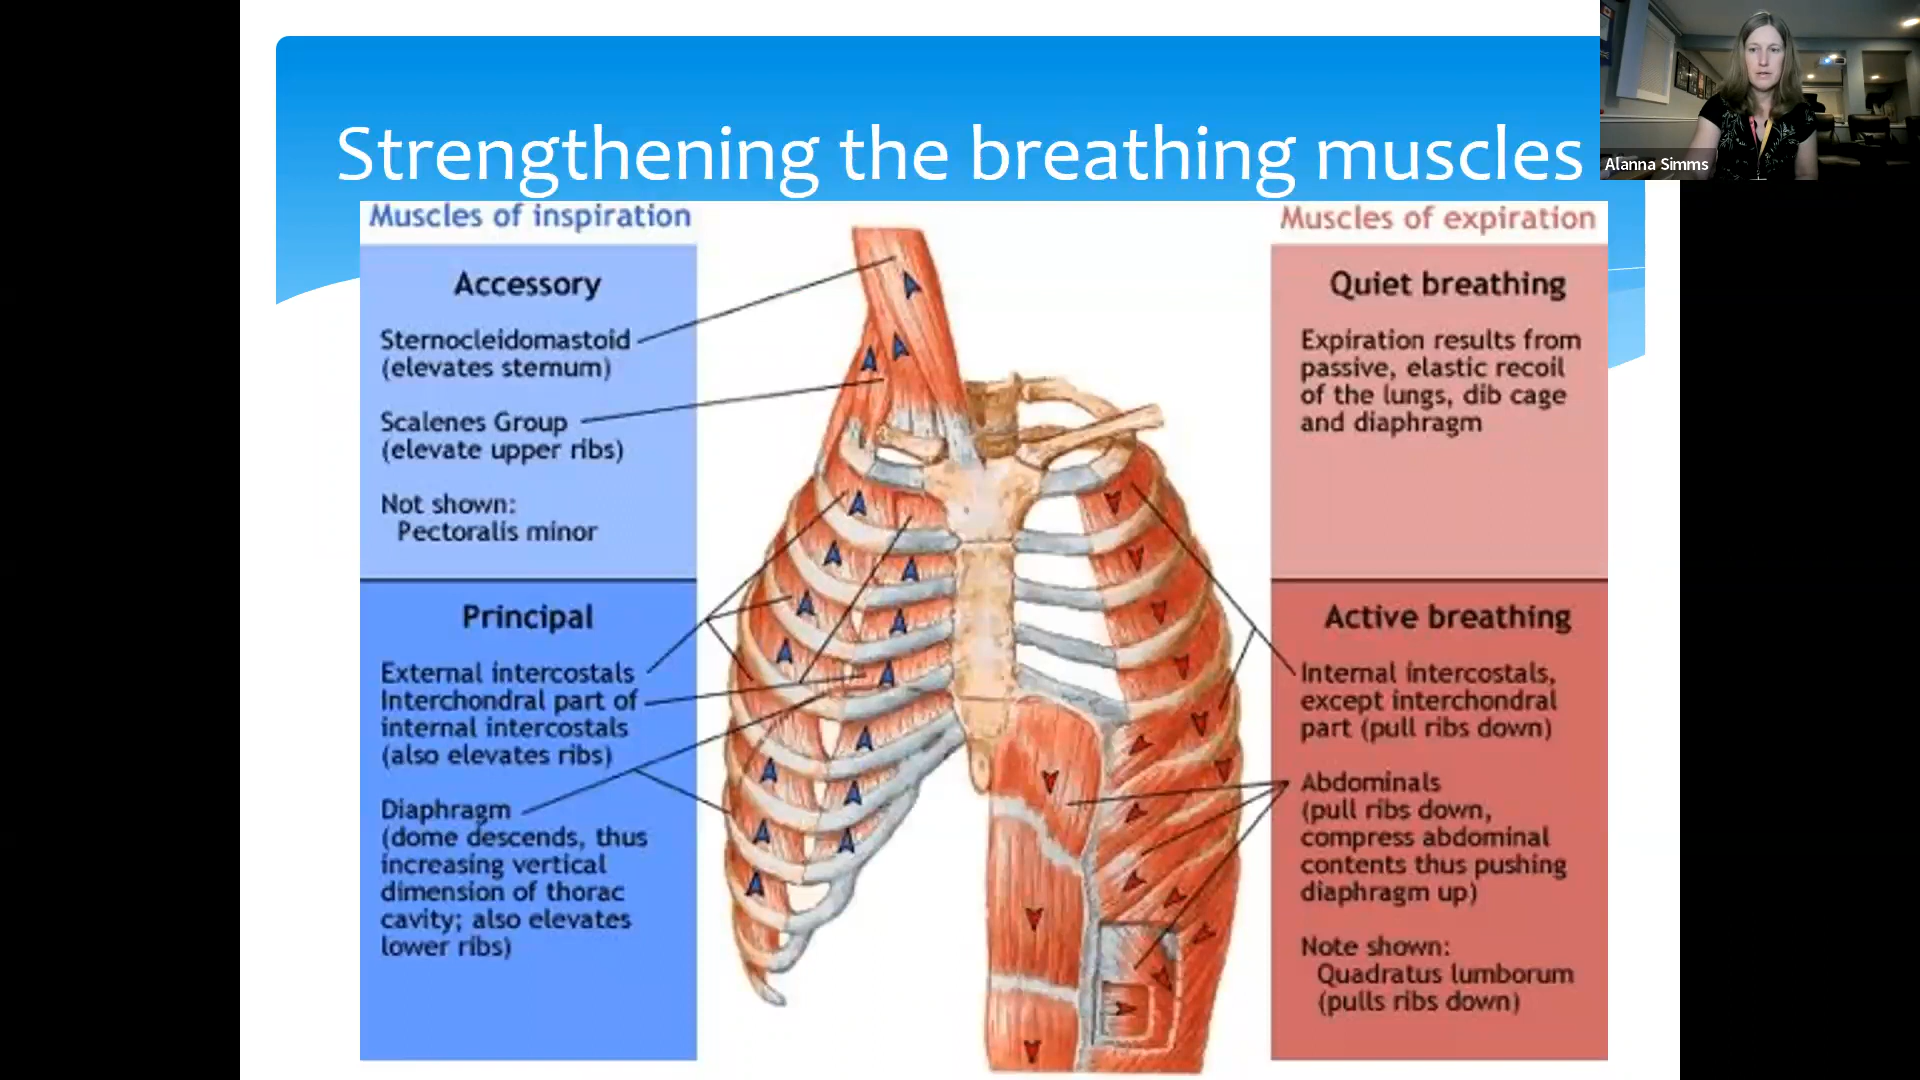 Strengthening the breathing muscles
Alanna Simms
Muscles of inspiration
Accessory
Sternocleidomastoid
(elevates sternum)
Scalenes Group
(elevate upper ribs)
Not shown:
Pectoralis minor
Principal
External intercostals
Interchondral part of
internal intercostals
(also elevates ribs)
Diaphragm
(dome descends, thus
increasing vertical
dimension of thorac
cavity; also elevates
lower ribs)
Muscles of expiration
Quiet breathing
Expiration results from
passive, elastic recoil
of the lungs, dib cage
and diaphragm
Active breathing
Internal intercostals,
except interchondral
part (pull ribs down)
Abdominals
(pull ribs down,
compress abdominal
contents thus pushing
diaphragm up)
Note shown:
Quadratus lumborum
(pulls ribs down)